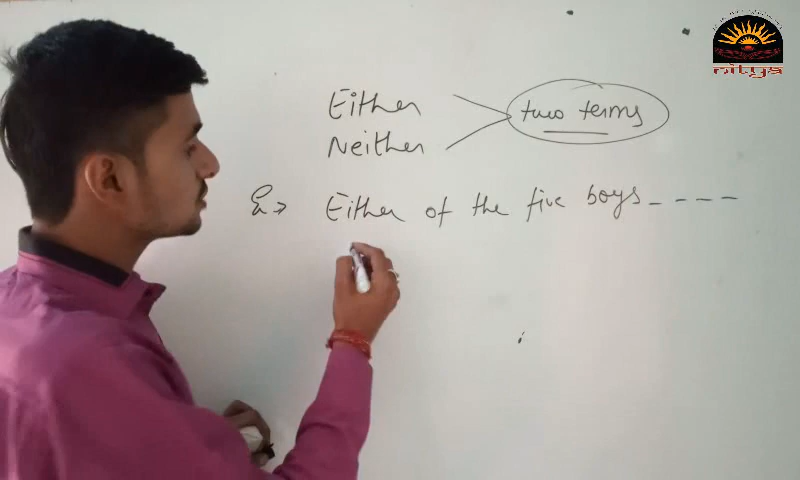 Either
Neither
two terms
Ex → Either of the five boys ----
nitya